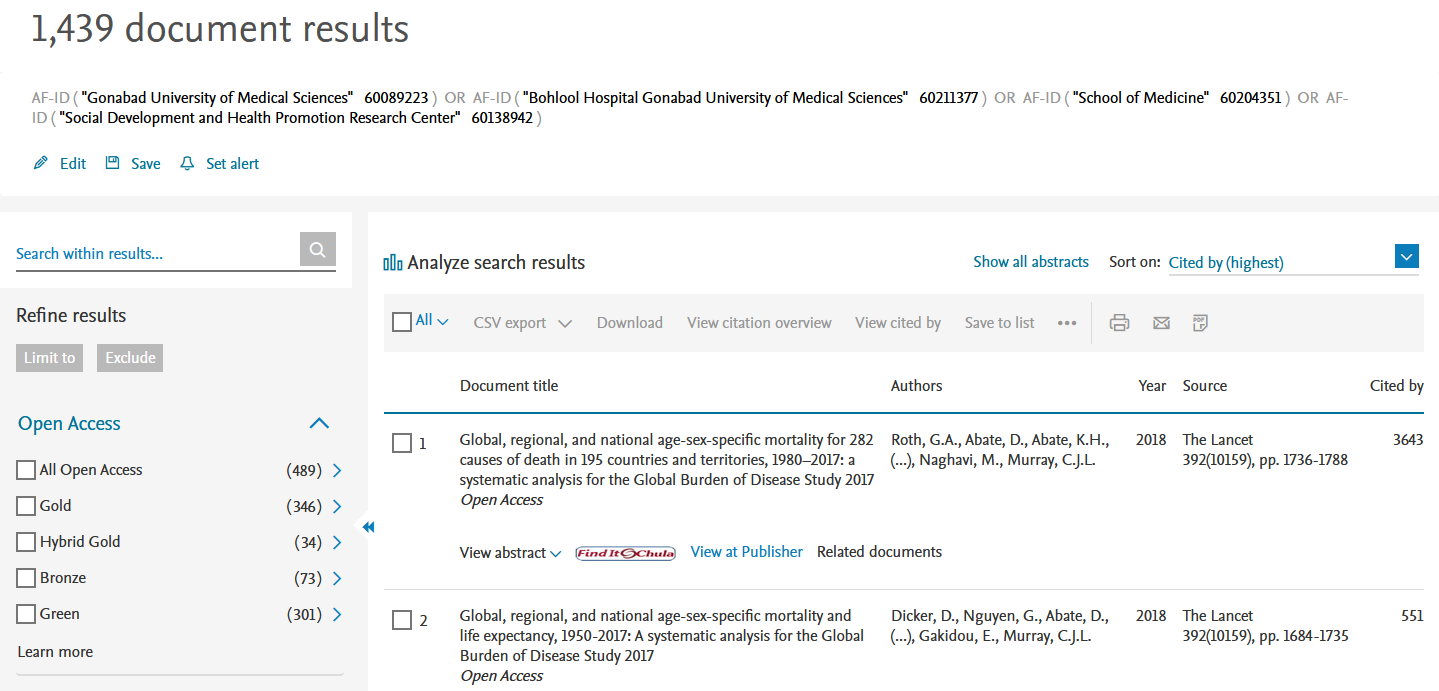 1,439 document results
AF-ID ( "Gonabad University of Medical Sciences" 60089223 ) OR AF-ID ( "Bohlool Hospital Gonabad University of Medical Sciences" 60211377 ) OR AF-ID ( "School of Medicine" 60204351 ) OR AF-
ID ( "Social Development and Health Promotion Research Center" 60138942 )
Edit Save Set alert
Search within results...
Refine results
Limit to Exclude
Open Access
All Open Access (489)
Gold (346)
Hybrid Gold (34)
Bronze (73)
Green (301)
Learn more
Analyze search results Show all abstracts Sort on: Cited by (highest)
All CSV export Download View citation overview View cited by Save to list ••• PDF
Document title Authors Year Source Cited by
1 Global, regional, and national age-sex-specific mortality for 282 Roth, G.A., Abate, D., Abate, K.H., 2018 The Lancet 3643
causes of death in 195 countries and territories, 1980–2017: a (...), Naghavi, M., Murray, C.J.L. 392(10159), pp. 1736-1788
systematic analysis for the Global Burden of Disease Study 2017
Open Access
View abstract Find It @ Chula View at Publisher Related documents
2 Global, regional, and national age-sex-specific mortality and Dicker, D., Nguyen, G., Abate, D., 2018 The Lancet 551
life expectancy, 1950-2017: A systematic analysis for the Global (...), Gakidou, E., Murray, C.J.L. 392(10159), pp. 1684-1735
Burden of Disease Study 2017
Open Access